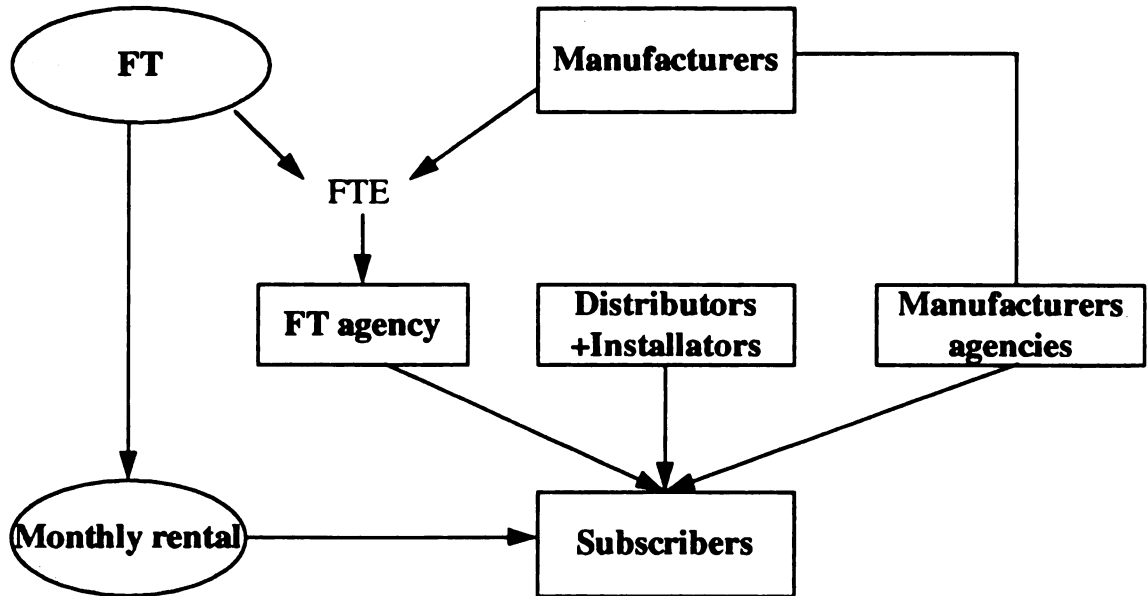 FT
Manufacturers
FTE
FT agency
Distributors
+Installators
Manufacturers
agencies
Monthly rental
Subscribers